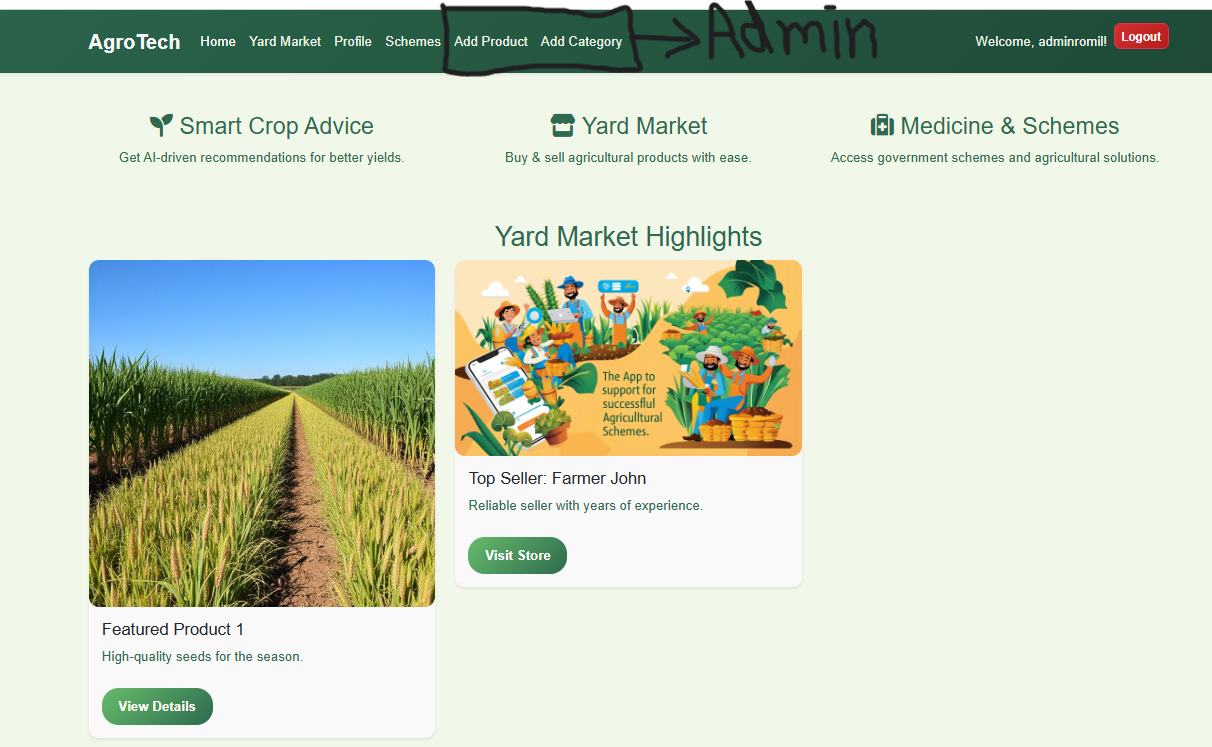 AgroTech Home Yard Market Profile Schemes Add Product Add Category Admin Welcome, adminromil! Logout
Smart Crop Advice
Get AI-driven recommendations for better yields.
Yard Market
Buy & sell agricultural products with ease.
Medicine & Schemes
Access government schemes and agricultural solutions.
Yard Market Highlights
Featured Product 1
High-quality seeds for the season.
View Details
The App to
support for
successflul
Agricultural
Schemes.
Top Seller: Farmer John
Reliable seller with years of experience.
Visit Store